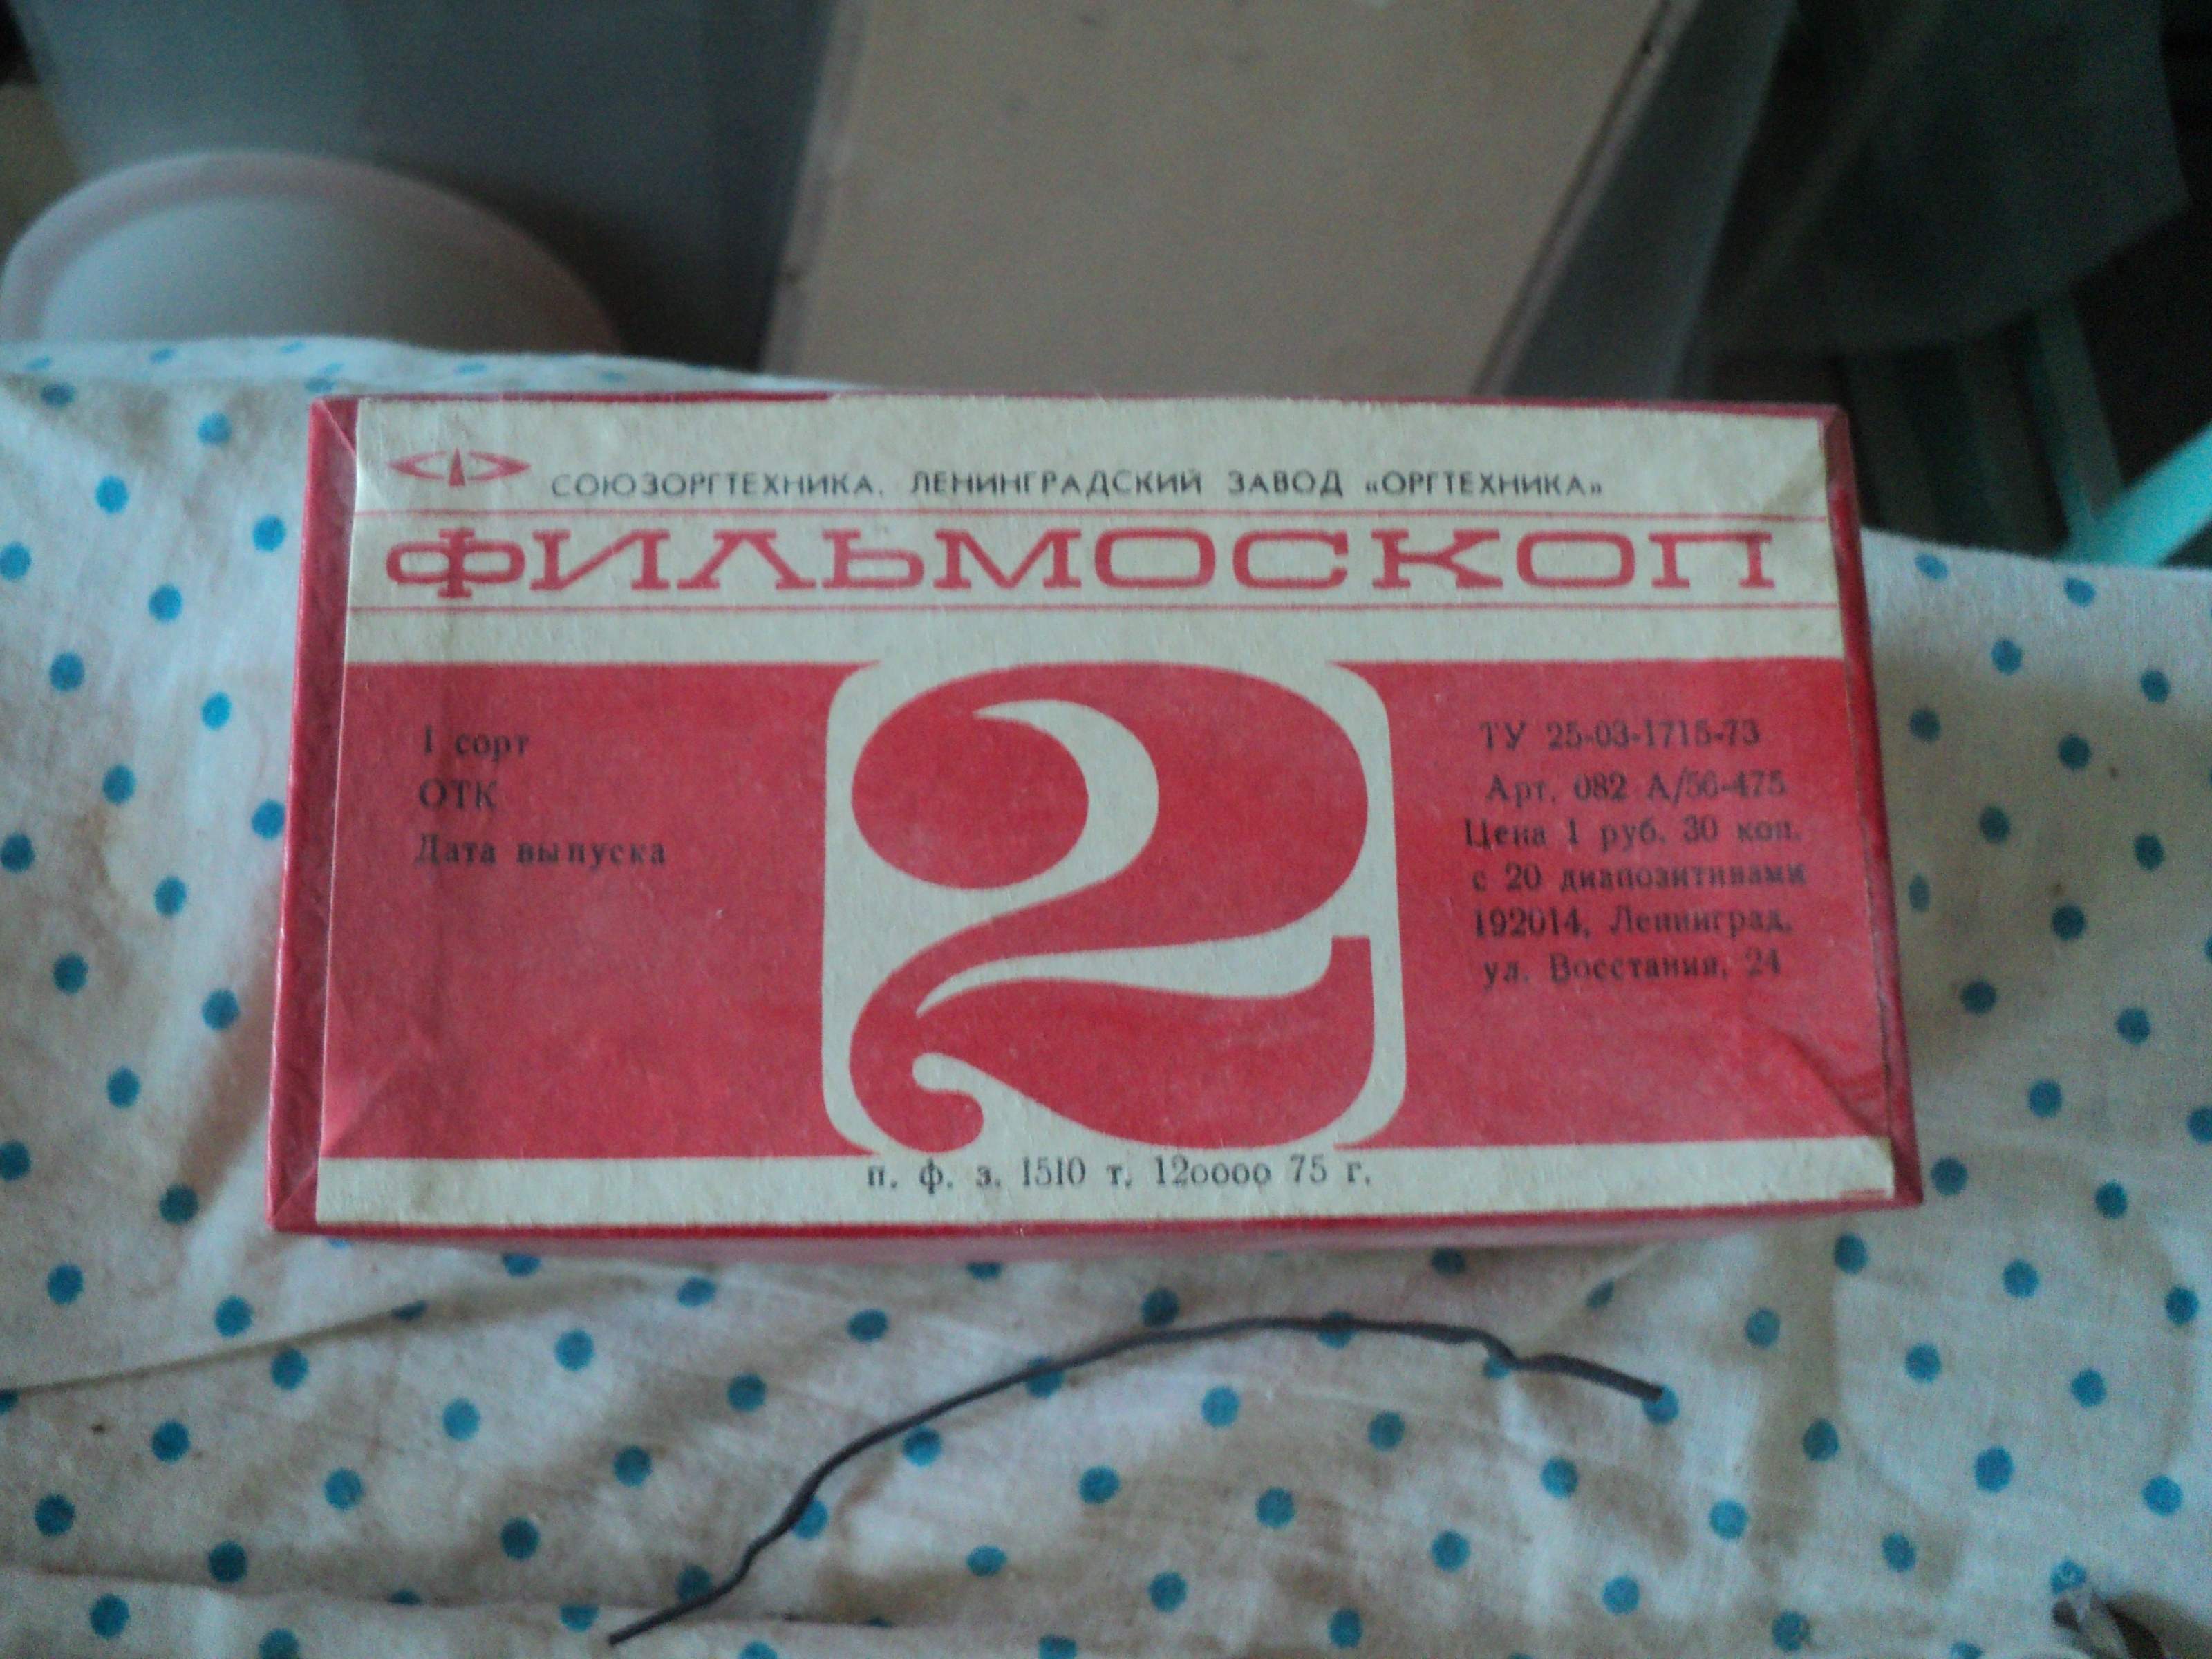 СОЮЗОРГТЕХНИКА. ЛЕНИНГРАДСКИЙ ЗАВОД «ОРГТЕХНИКА»
ФИЛЬМОСКОП
2
I сорт
ОТК
Дата выпуска
ТУ 25-03-1715-73
Арт. 082 А/56-475
Цена 1 руб. 30 коп.
с 20 диапозитивами
192014, Ленинград,
ул. Восстания, 24
п. ф. з. 1510 т. 120000 75 г.